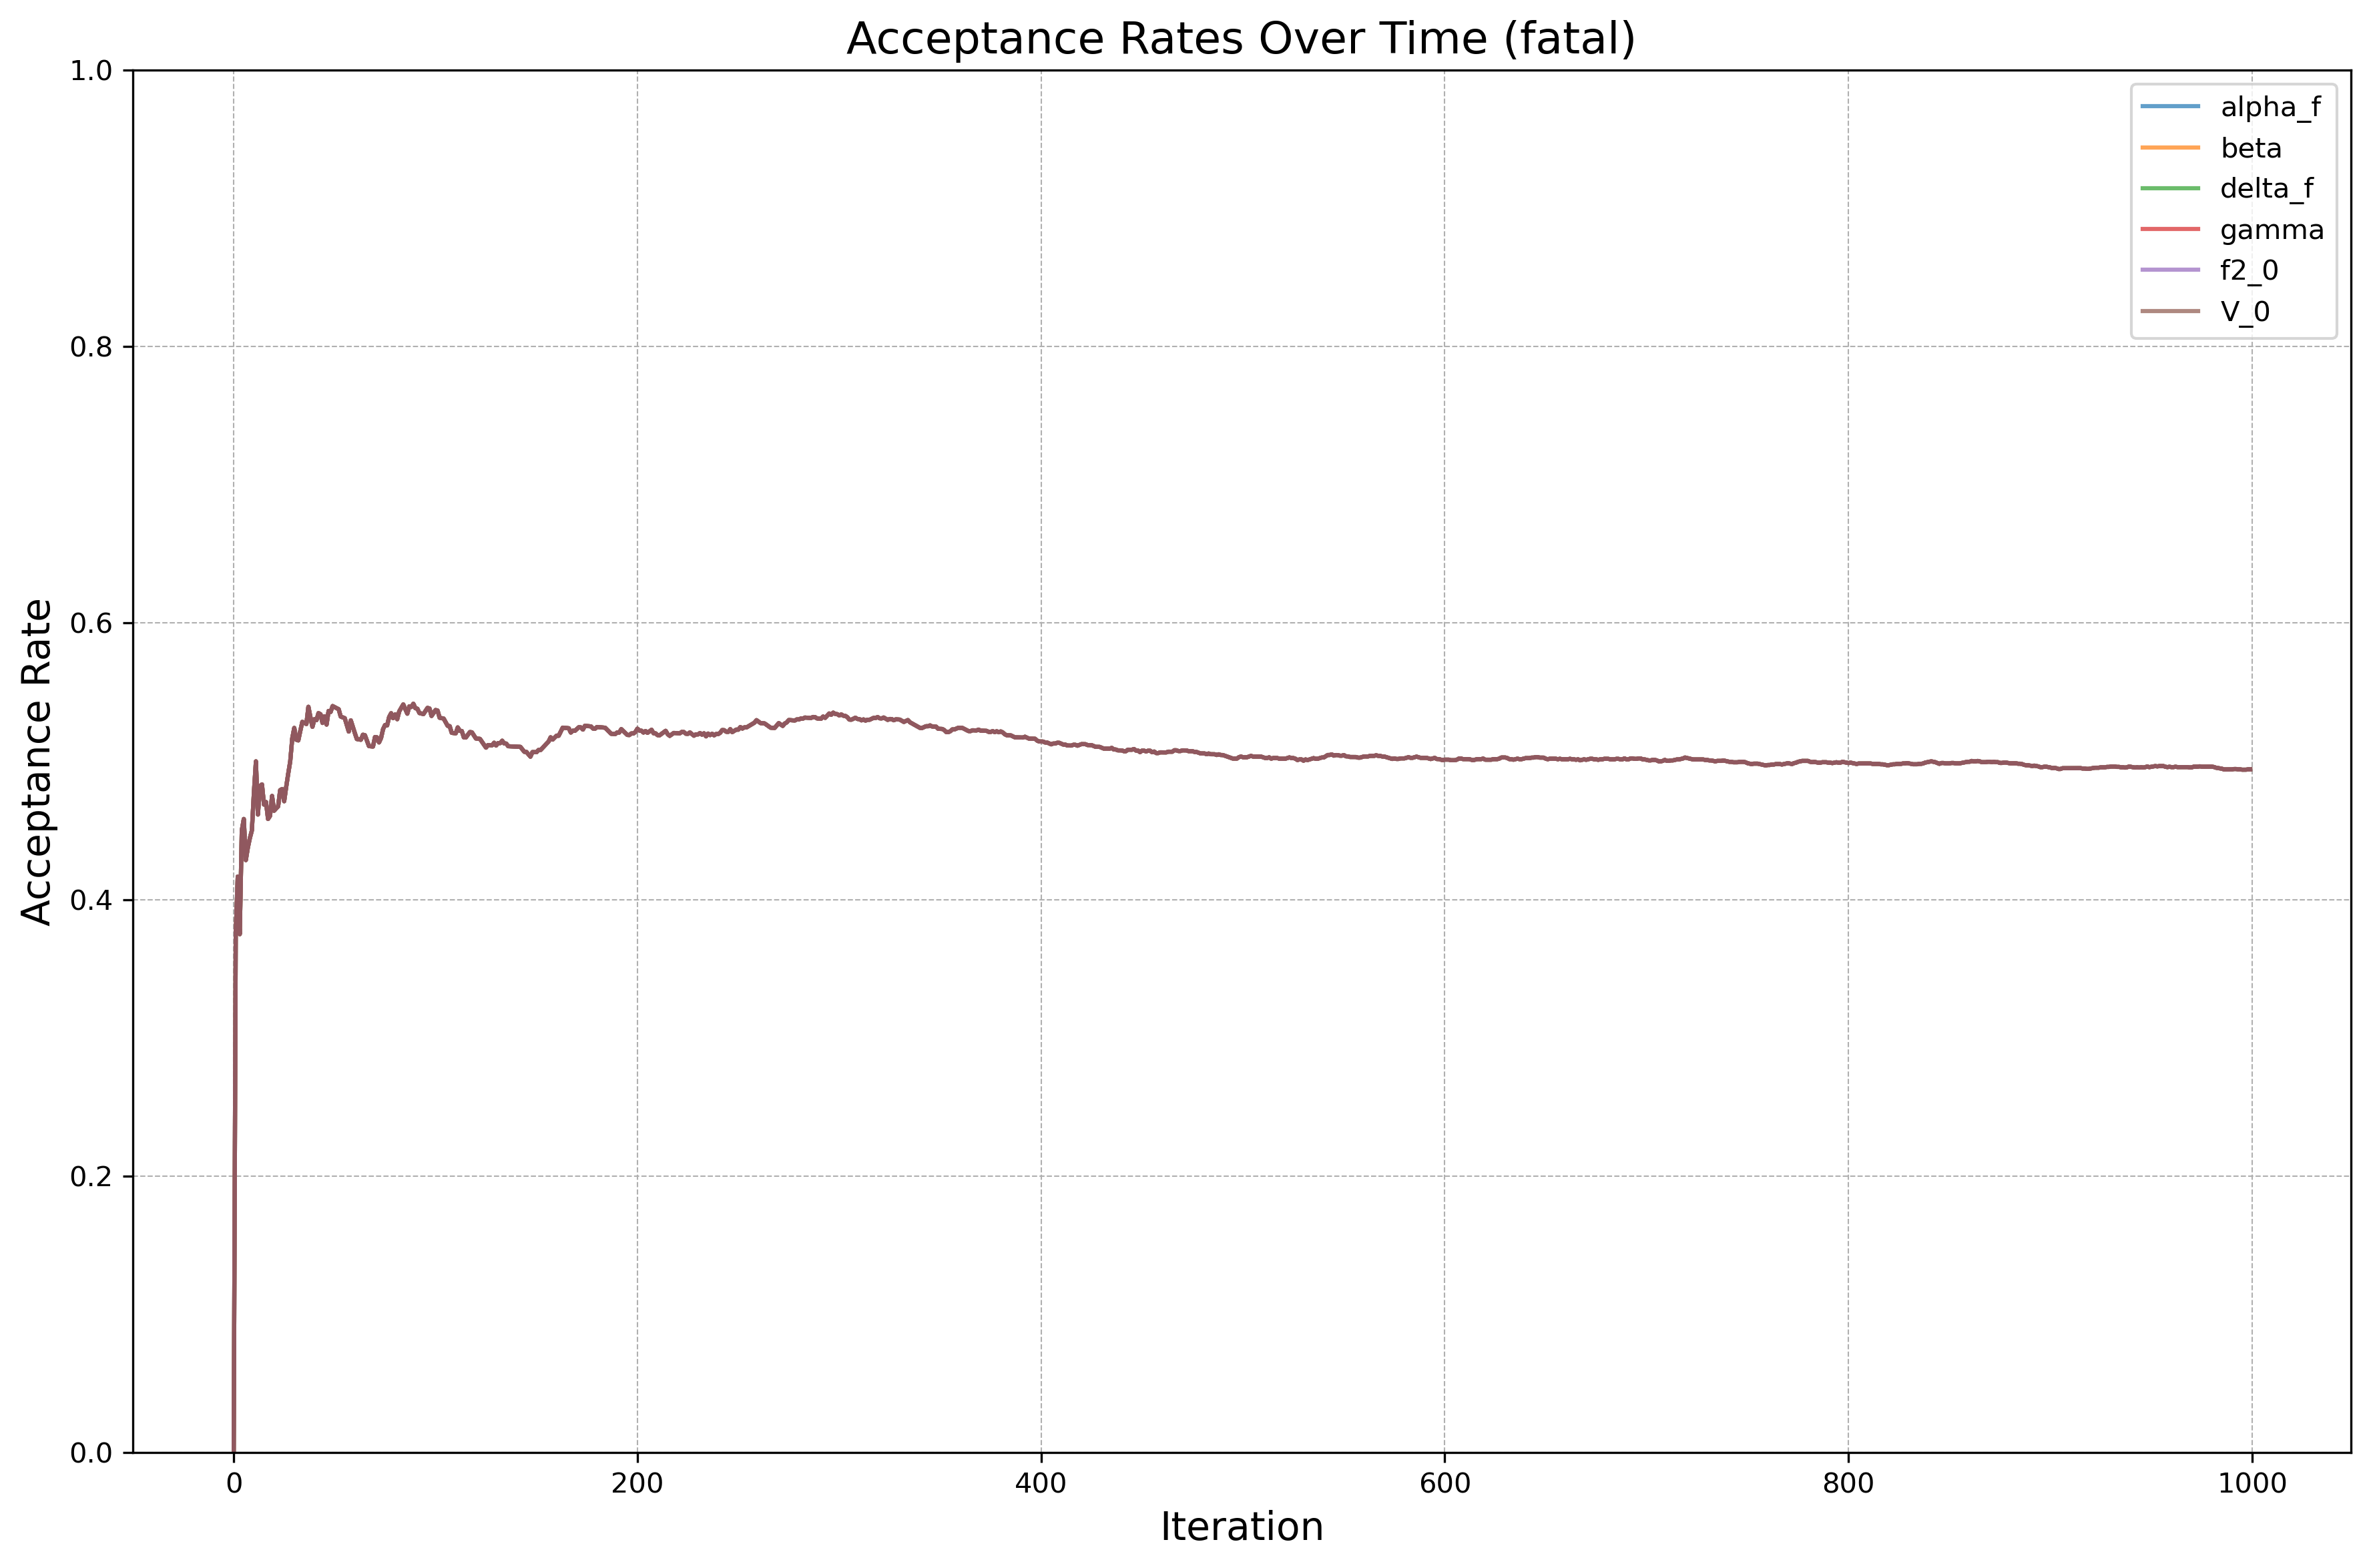 Acceptance Rates Over Time (fatal)
1.0
0.8
0.6
0.4
0.2
0.0
Acceptance Rate
alpha_f
beta
delta_f
gamma
f2_0
V_0
0 200 400 600 800 1000
Iteration